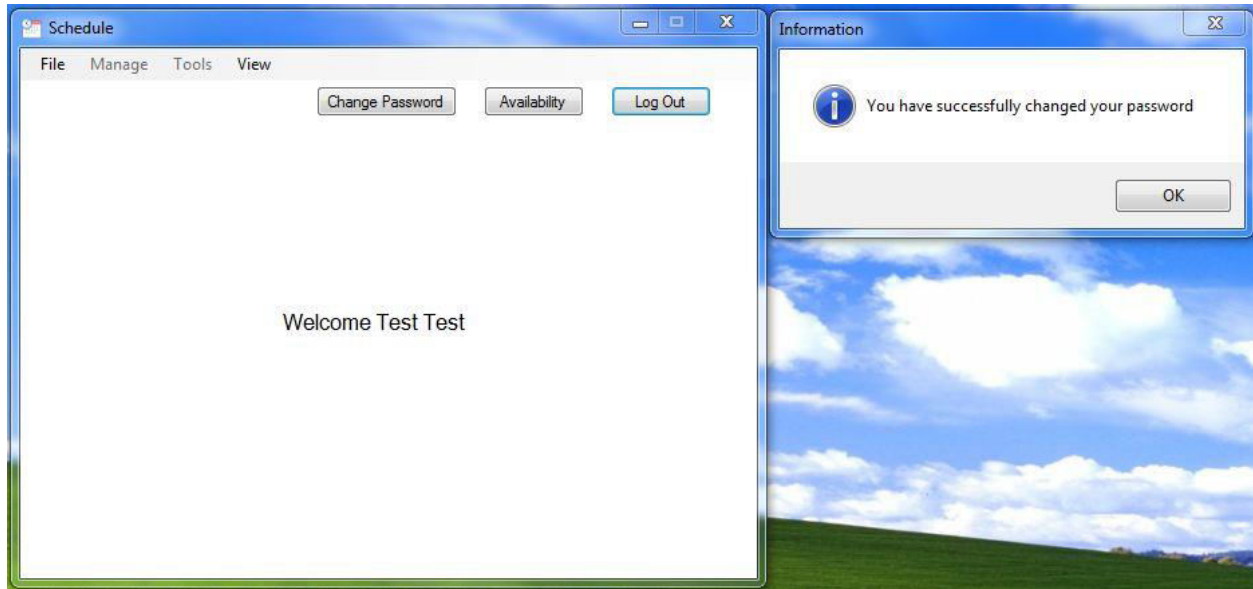 Schedule
File Manage Tools View
Change Password Availability Log Out
Welcome Test Test
Information
You have successfully changed your password
OK